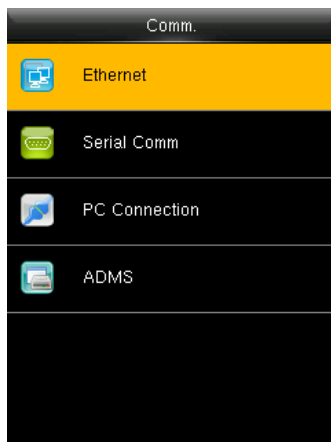 Comm.
Ethernet
Serial Comm
PC Connection
ADMS